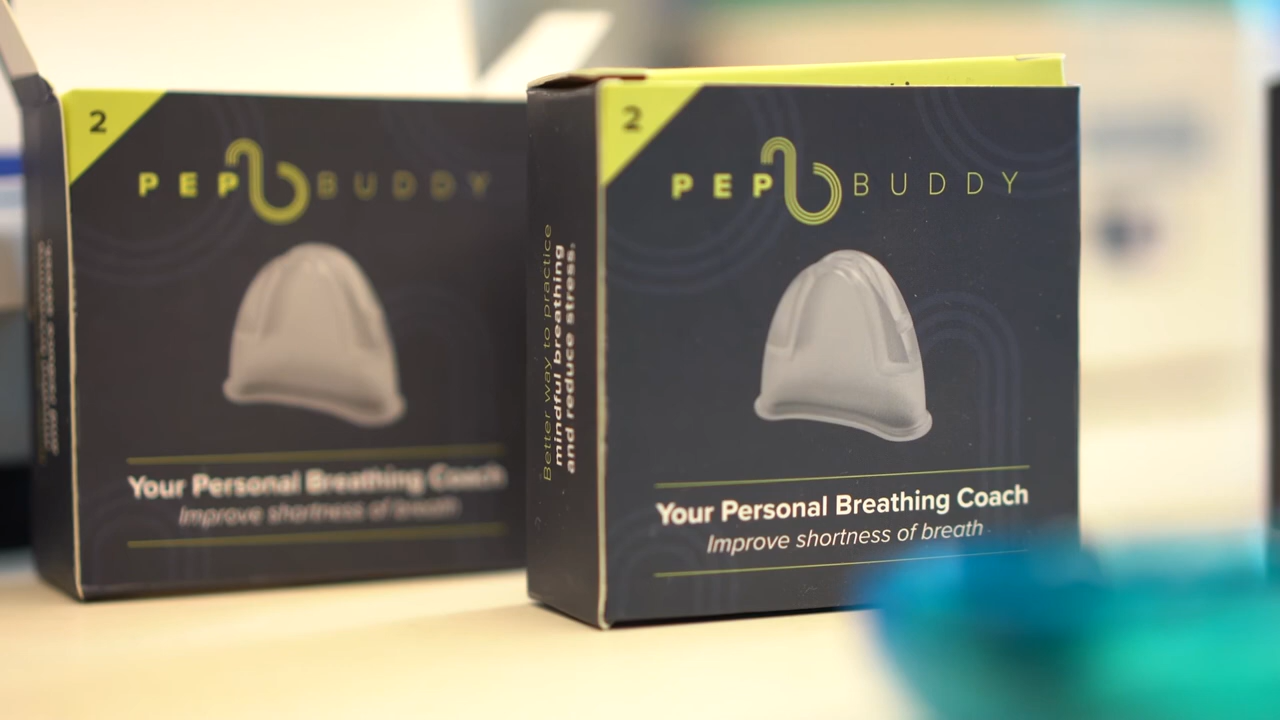 2
PEP BUDDY
Your Personal Breathing Coach
Improve shortness of breath
Better way to practice
mindful breathing
and reduce stress.
2
PEP BUDDY
Your Personal Breathing Coach
Improve shortness of breath